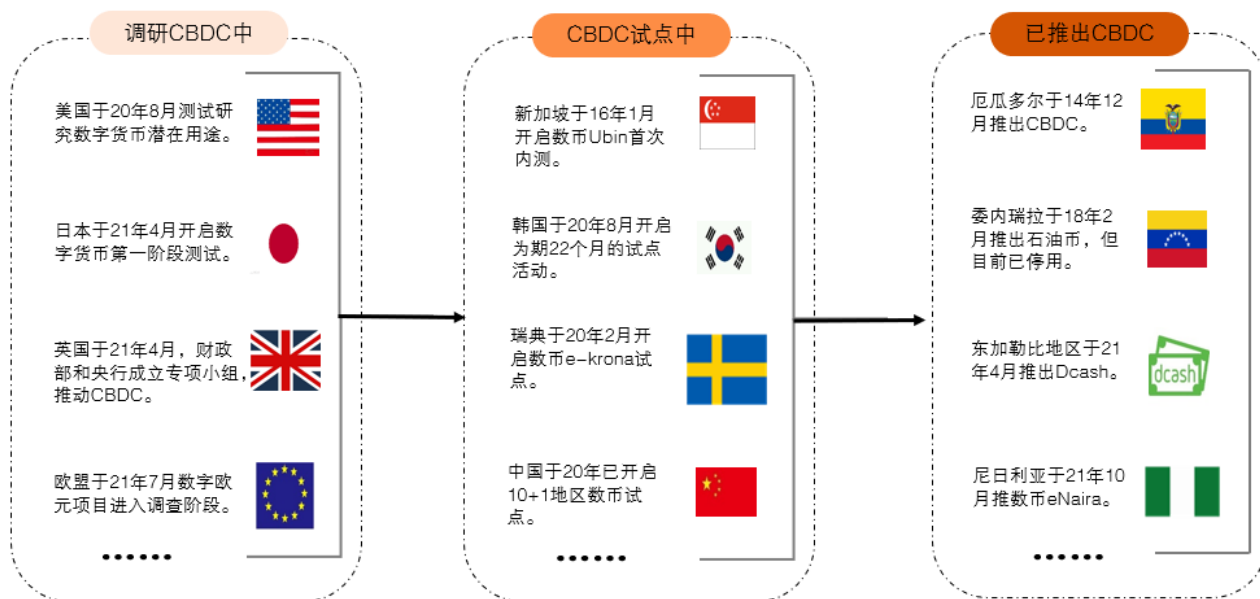 调研CBDC中
美国于20年8月测试研
究数字货币潜在用途。
日本于21年4月开启数
字货币第一阶段测试。
英国于21年4月，财政
部和央行成立专项小组，
推动CBDC。
欧盟于21年7月数字欧
元项目进入调查阶段。
••••••
CBDC试点中
新加坡于16年1月
开启数币Ubin首次
内测。
韩国于20年8月开启
为期22个月的试点
活动。
瑞典于20年2月开
启数币e-krona试
点。
中国于20年已开启
10+1地区数币试
点。
••••••
已推出CBDC
厄瓜多尔于14年12
月推出CBDC。
委内瑞拉于18年2
月推出石油币，但
目前已停用。
东加勒比地区于21
年4月推出Dcash。
dcash
尼日利亚于21年10
月推数币eNaira。
••••••